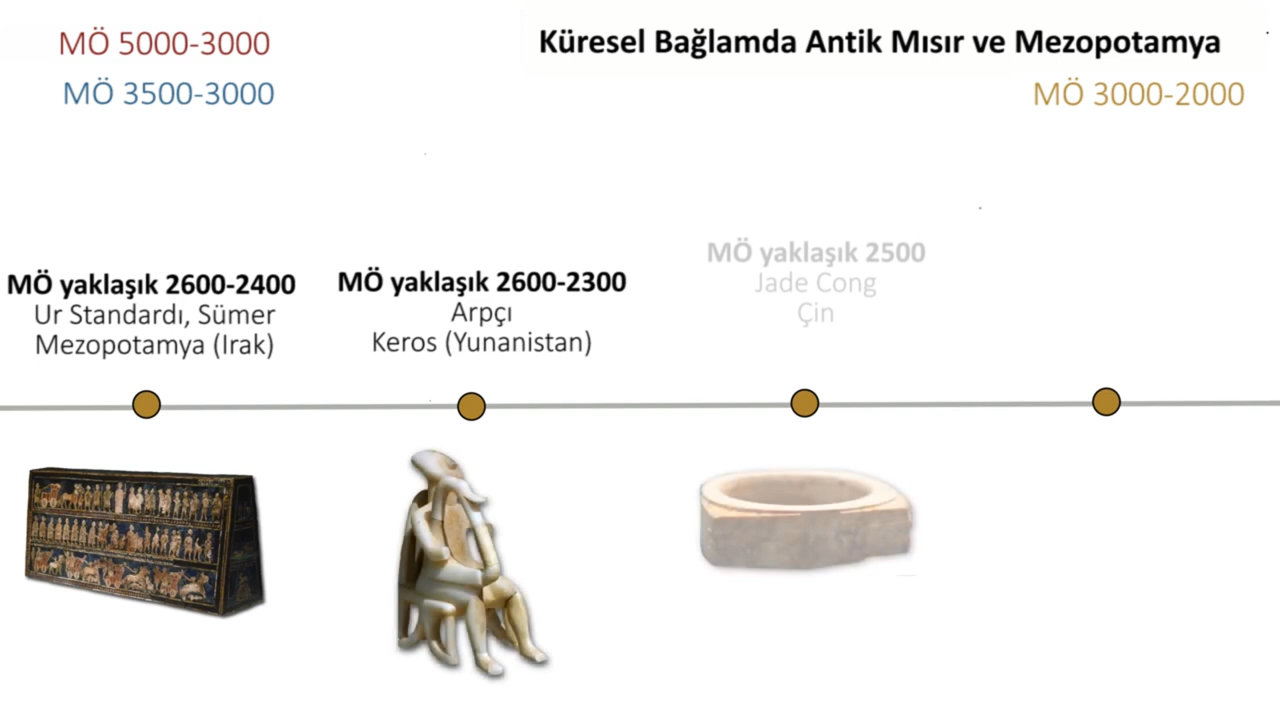 MÖ 5000-3000
Küresel Bağlamda Antik Mısır ve Mezopotamya
MÖ 3500-3000
MÖ 3000-2000
MÖ yaklaşık 2600-2400
Ur Standardı, Sümer
Mezopotamya (Irak)
MÖ yaklaşık 2600-2300
Arpçı
Keros (Yunanistan)
MÖ yaklaşık 2500
Jade Cong
Çin